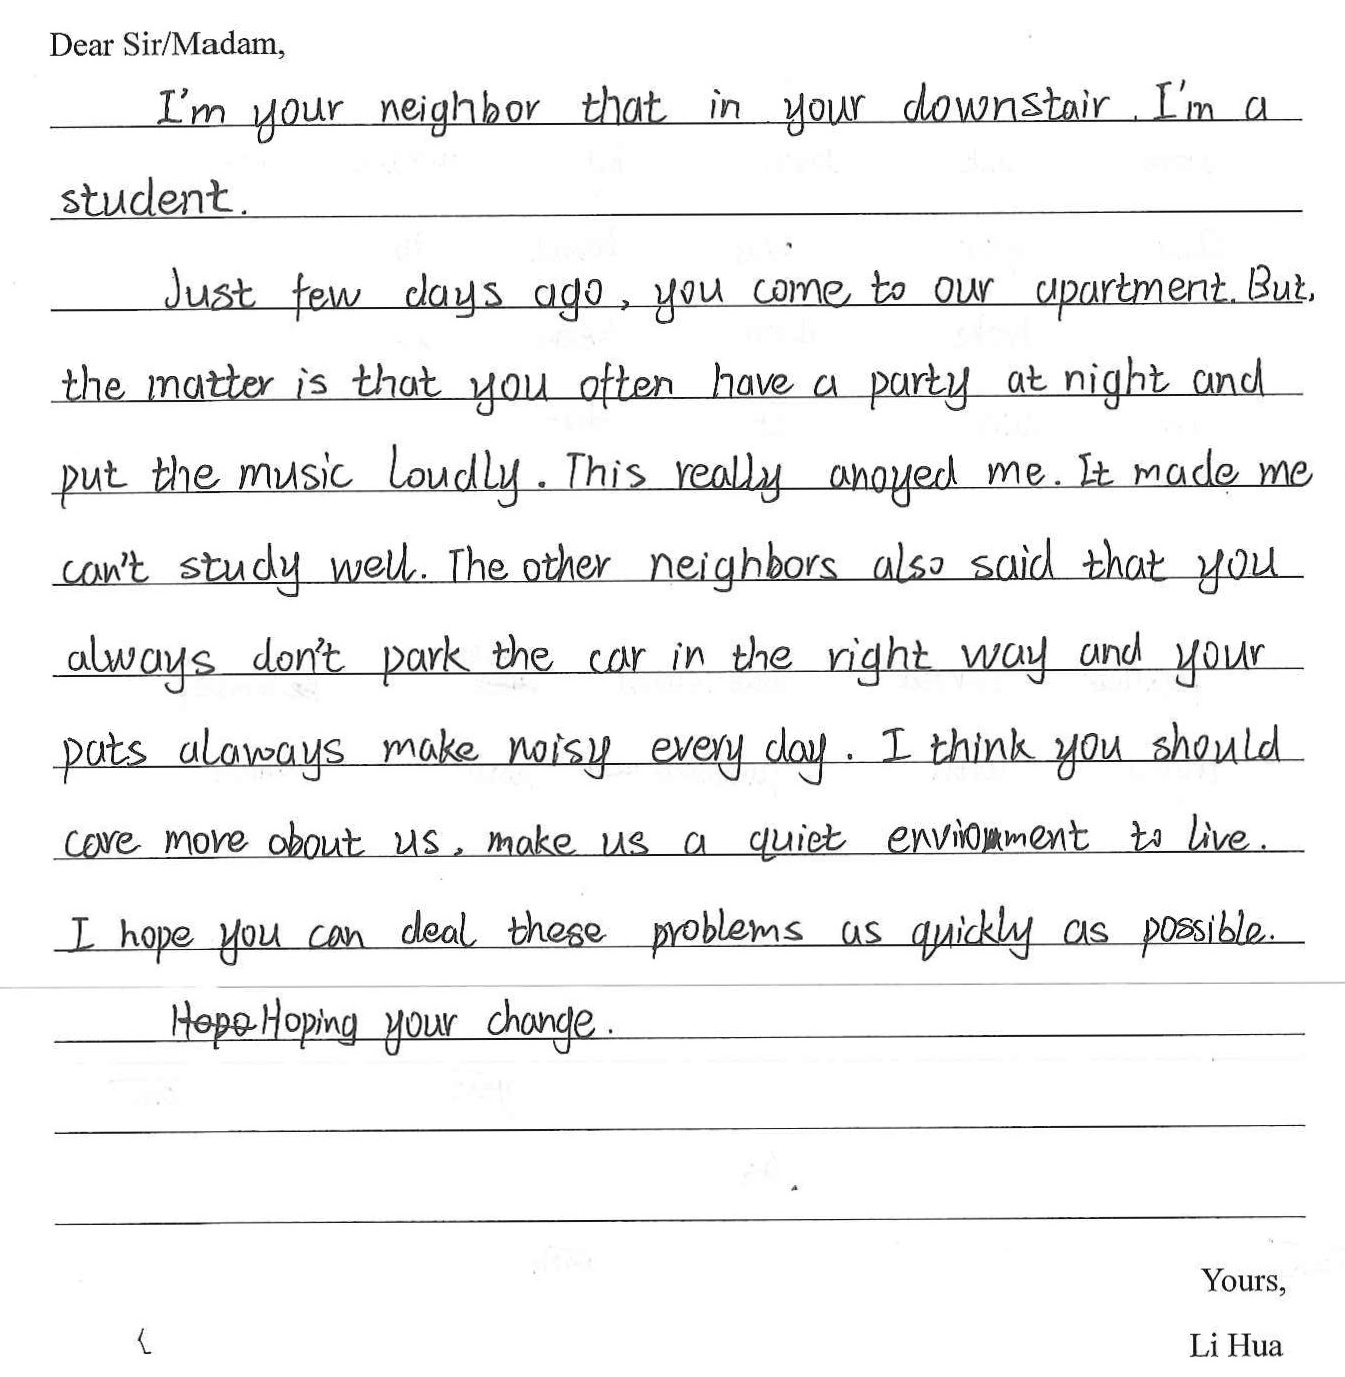 Dear Sir/Madam,
I'm your neighbor that in your downstair. I'm a
student.
Just few days ago, you come to our apartment. But,
the matter is that you often have a party at night and
put the music loudly. This really anoyed me. It made me
can't study well. The other neighbors also said that you
always don't park the car in the right way and your
pats alaways make noisy every day. I think you should
care more about us, make us a quiet enviornment to live.
I hope you can deal these problems as quickly as possible.
Hope Hoping your change.
Yours,
Li Hua